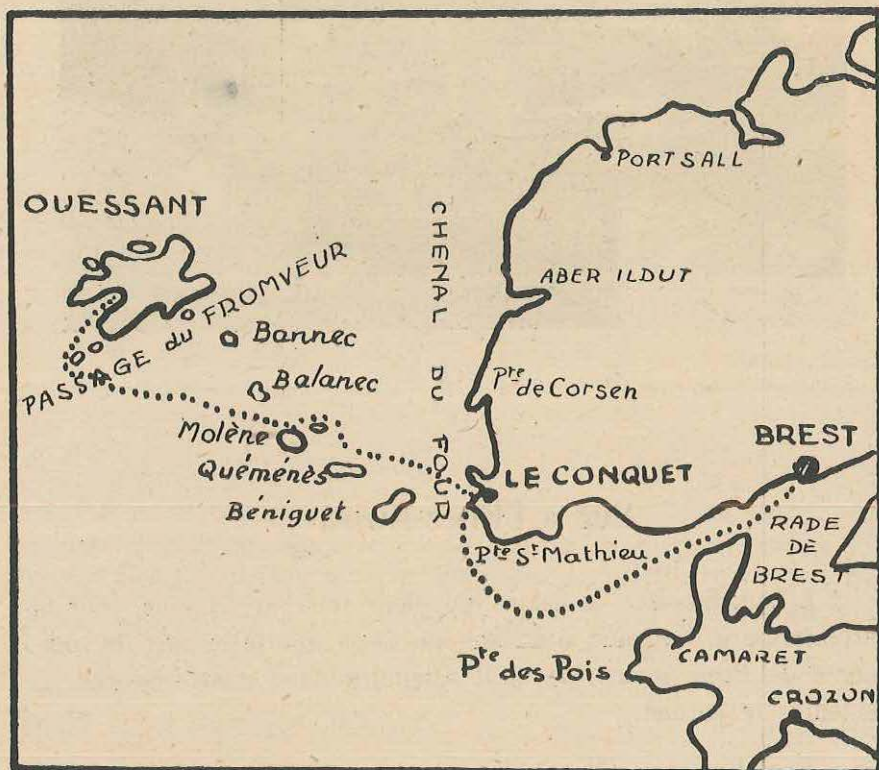 PORTSALL
OUESSANT
CHENAL DU FOUR
ABER ILDUT
PASSAGE du FROMVEUR
Bannec
Balanec
Pte de Corsen
Molène
BREST
Quéménès
LE CONQUET
Béniguet
RADE
DE
BREST
Pte St Mathieu
Pte des Pois
CAMARET
CROZON